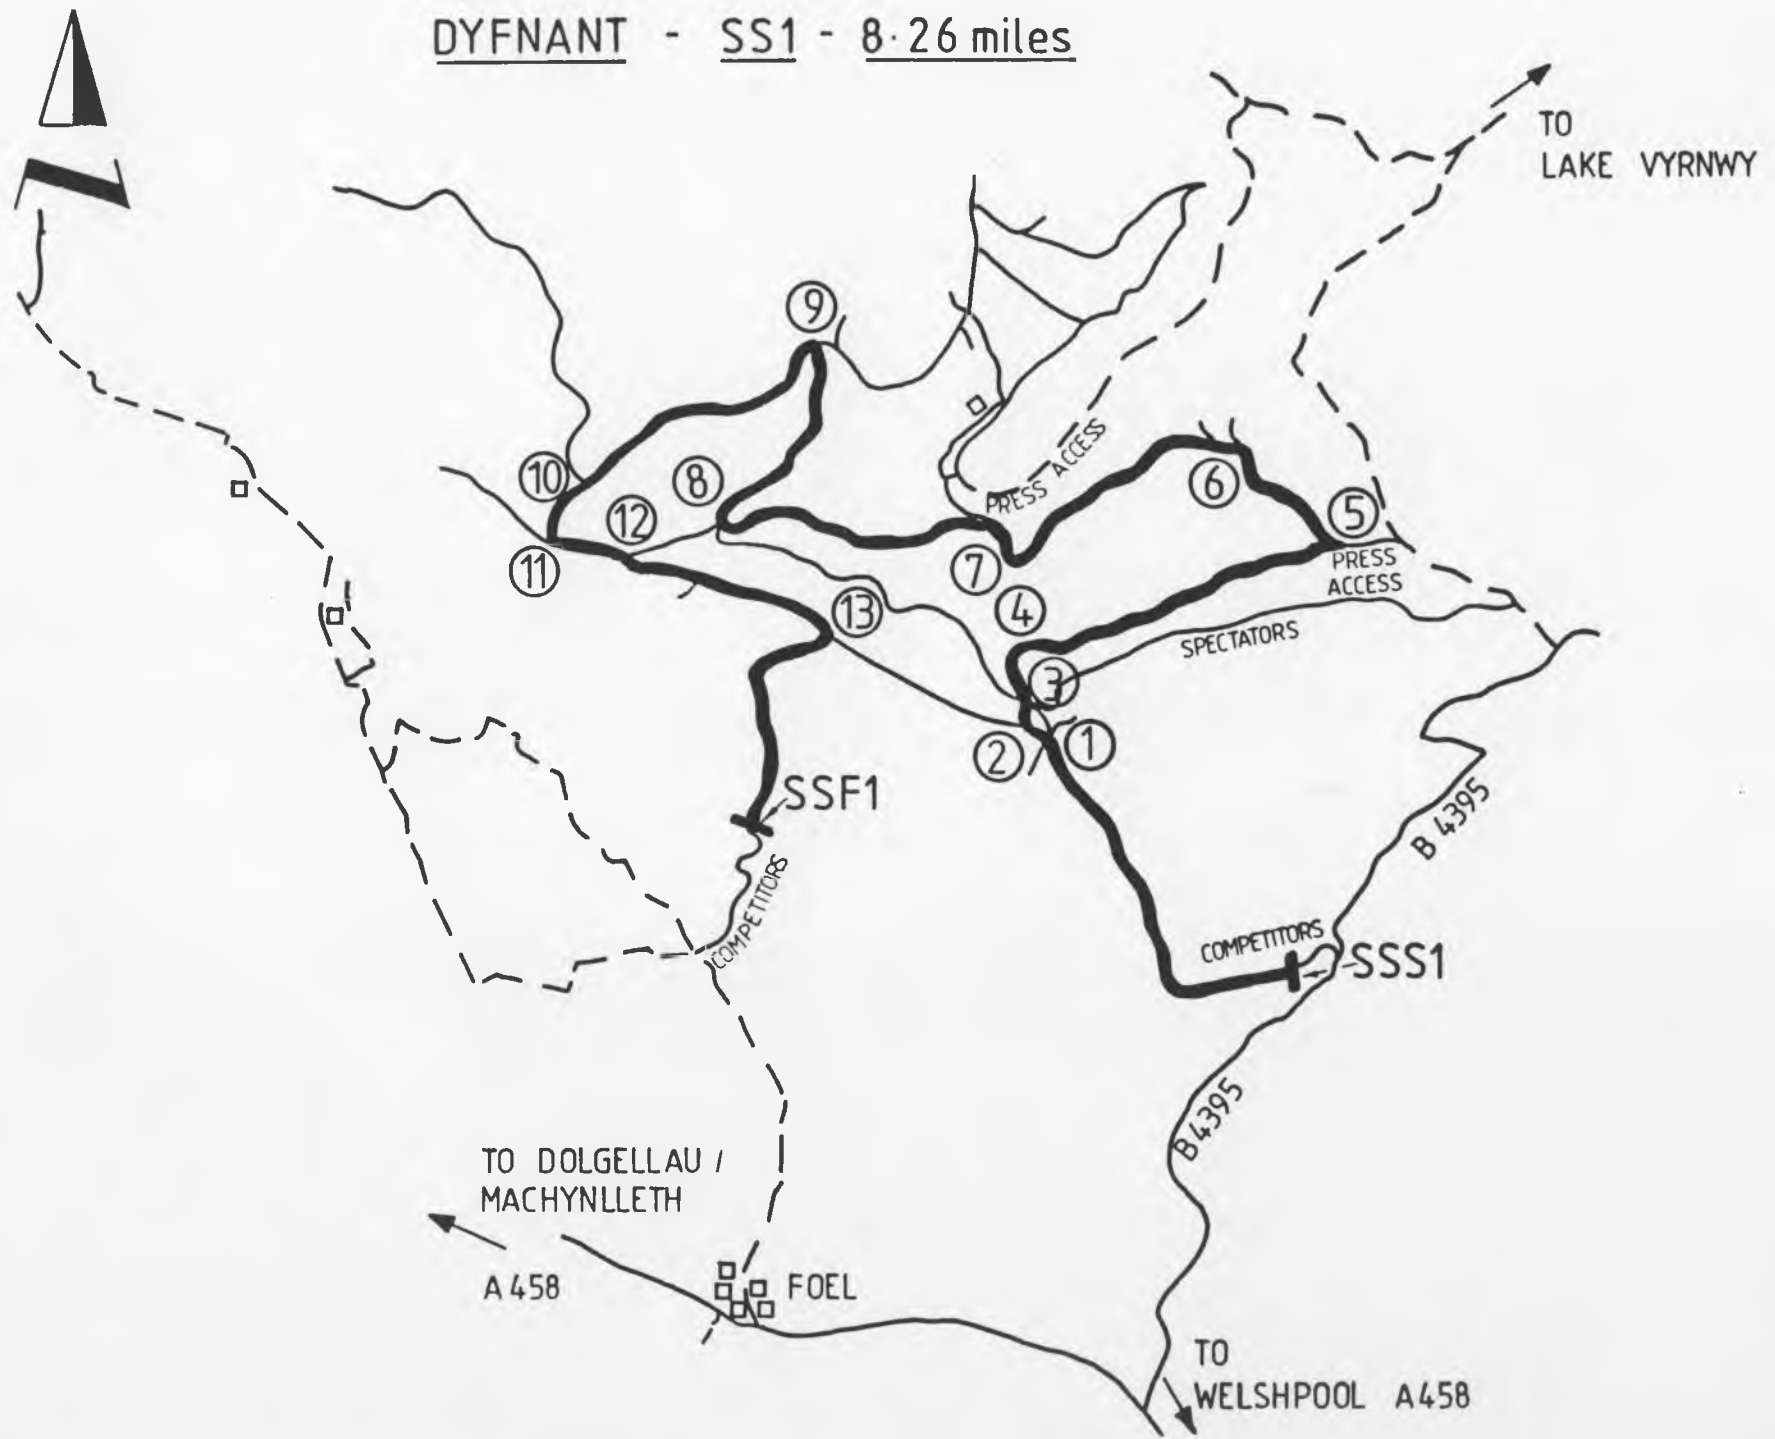 DYFNANT - SS1 - 8.26 miles
N
TO
LAKE VYRNWY
9
PRESS ACCESS
10
8
6
5
12
PRESS
ACCESS
11
7
4
13
SPECTATORS
3
2
1
SSF1
B 4395
COMPETITORS
COMPETITORS
SSS1
B4395
TO DOLGELLAU /
MACHYNLLETH
A458
FOEL
TO
WELSHPOOL A458